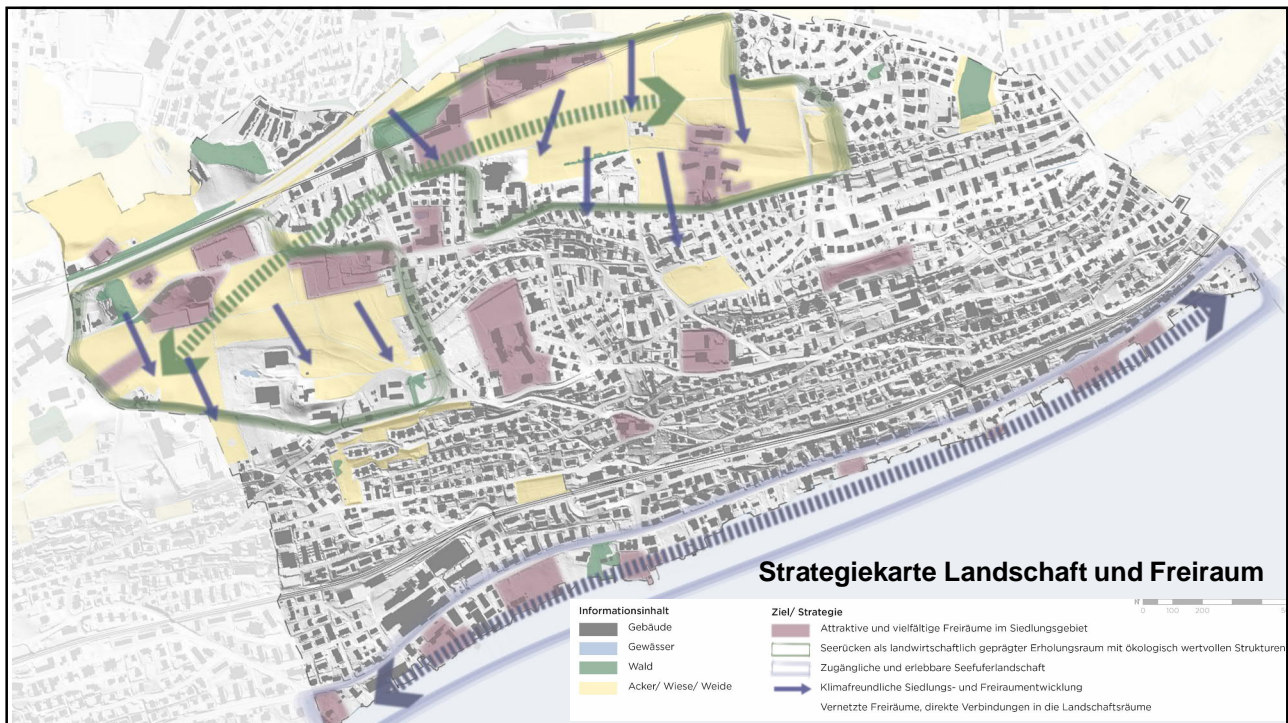 Strategiekarte Landschaft und Freiraum
Informationsinhalt
Gebäude
Gewässer
Wald
Acker/ Wiese/ Weide
Ziel/ Strategie
Attraktive und vielfältige Freiräume im Siedlungsgebiet
Seerücken als landwirtschaftlich geprägter Erholungsraum mit ökologisch wertvollen Strukturen
Zugängliche und erlebbare Seefuferlandschaft
Klimafreundliche Siedlungs- und Freiraumentwicklung
Vernetzte Freiräume, direkte Verbindungen in die Landschaftsräume
N
0 100 200